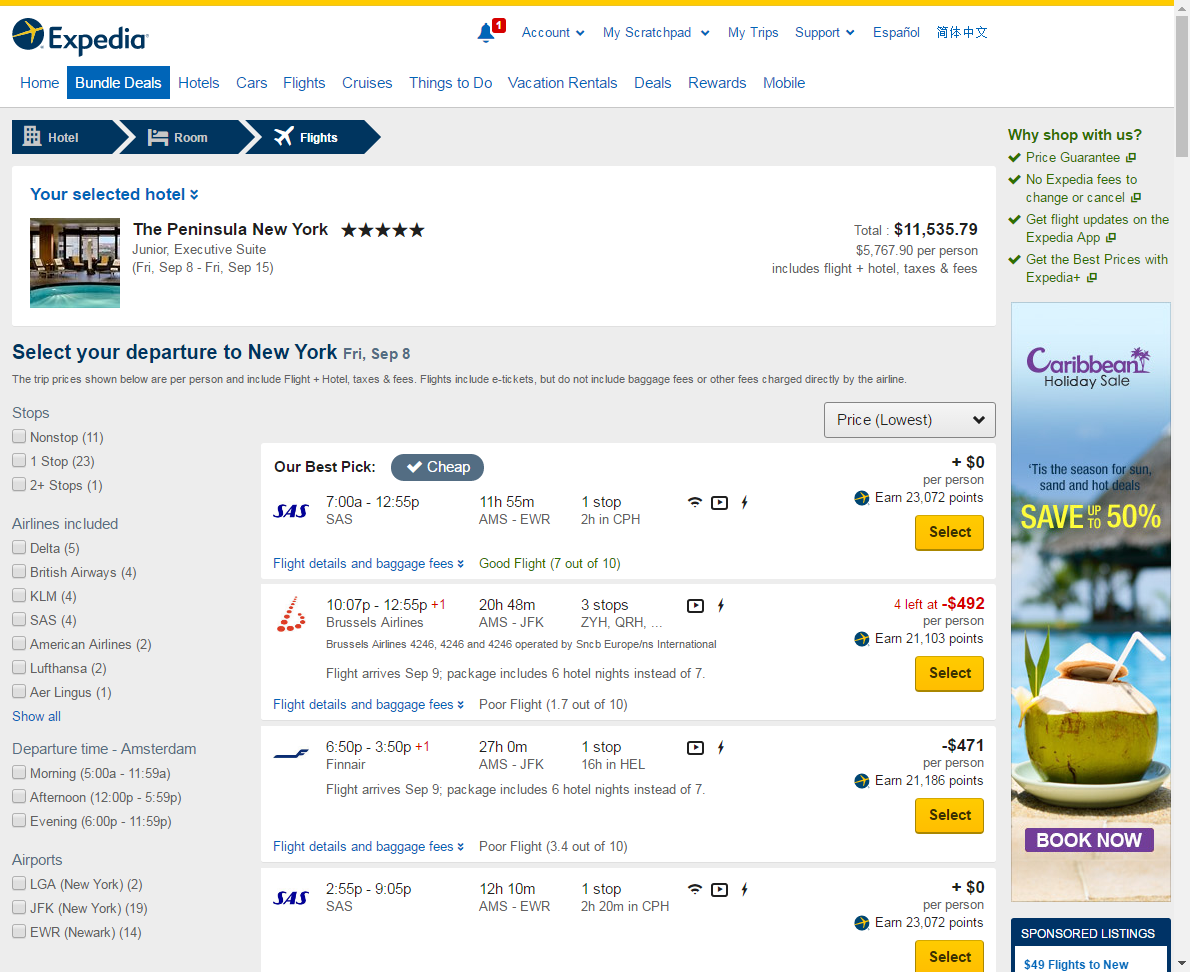 Expedia
1
Account
My Scratchpad
My Trips
Support
Español
简体中文
Home
Bundle Deals
Hotels
Cars
Flights
Cruises
Things to Do
Vacation Rentals
Deals
Rewards
Mobile
Hotel
Room
Flights
Your selected hotel
The Peninsula New York
Junior, Executive Suite
(Fri, Sep 8 - Fri, Sep 15)
Total : $11,535.79
$5,767.90 per person
includes flight + hotel, taxes & fees
Select your departure to New York Fri, Sep 8
The trip prices shown below are per person and include Flight + Hotel, taxes & fees. Flights include e-tickets, but do not include baggage fees or other fees charged directly by the airline.
Stops
Nonstop (11)
1 Stop (23)
2+ Stops (1)
Airlines included
Delta (5)
British Airways (4)
KLM (4)
SAS (4)
American Airlines (2)
Lufthansa (2)
Aer Lingus (1)
Show all
Departure time - Amsterdam
Morning (5:00a - 11:59a)
Afternoon (12:00p - 5:59p)
Evening (6:00p - 11:59p)
Airports
LGA (New York) (2)
JFK (New York) (19)
EWR (Newark) (14)
Price (Lowest)
Our Best Pick:
Cheap
SAS
7:00a - 12:55p
SAS
11h 55m
AMS - EWR
1 stop
2h in CPH
+ $0
per person
Earn 23,072 points
Select
Flight details and baggage fees
Good Flight (7 out of 10)
10:07p - 12:55p +1
Brussels Airlines
20h 48m
AMS - JFK
3 stops
ZYH, QRH, ...
Brussels Airlines 4246, 4246 and 4246 operated by Sncb Europe/ns International
Flight arrives Sep 9; package includes 6 hotel nights instead of 7.
4 left at -$492
per person
Earn 21,103 points
Select
Flight details and baggage fees
Poor Flight (1.7 out of 10)
6:50p - 3:50p +1
Finnair
27h 0m
AMS - JFK
1 stop
16h in HEL
Flight arrives Sep 9; package includes 6 hotel nights instead of 7.
-$471
per person
Earn 21,186 points
Select
Flight details and baggage fees
Poor Flight (3.4 out of 10)
SAS
2:55p - 9:05p
SAS
12h 10m
AMS - EWR
1 stop
2h 20m in CPH
+ $0
per person
Earn 23,072 points
Select
Why shop with us?
Price Guarantee
No Expedia fees to
change or cancel
Get flight updates on the
Expedia App
Get the Best Prices with
Expedia+
Caribbean
Holiday Sale
‘Tis the season for sun,
sand and hot deals
SAVE UP TO 50%
BOOK NOW
SPONSORED LISTINGS
$49 Flights to New